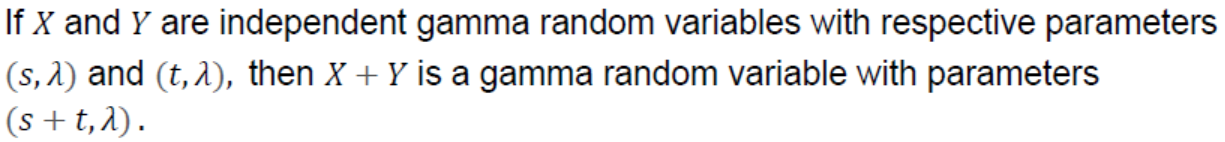 If X and Y are independent gamma random variables with respective parameters
(s, λ) and (t, λ), then X + Y is a gamma random variable with parameters
(s + t, λ).